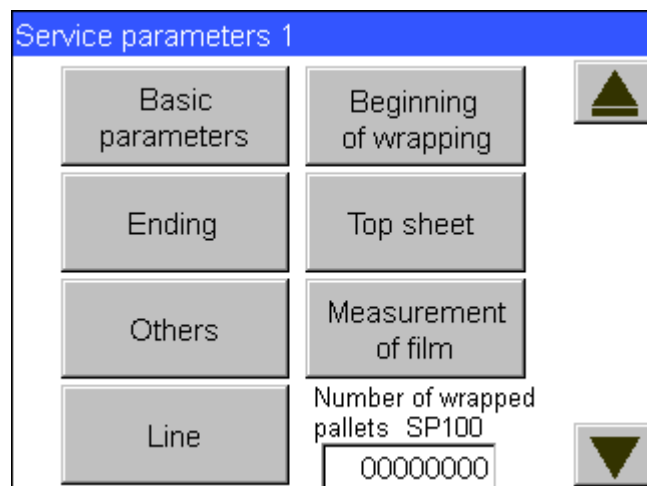 Service parameters 1
Basic
parameters
Beginning
of wrapping
Ending
Top sheet
Others
Measurement
of film
Line
Number of wrapped
pallets SP100
00000000